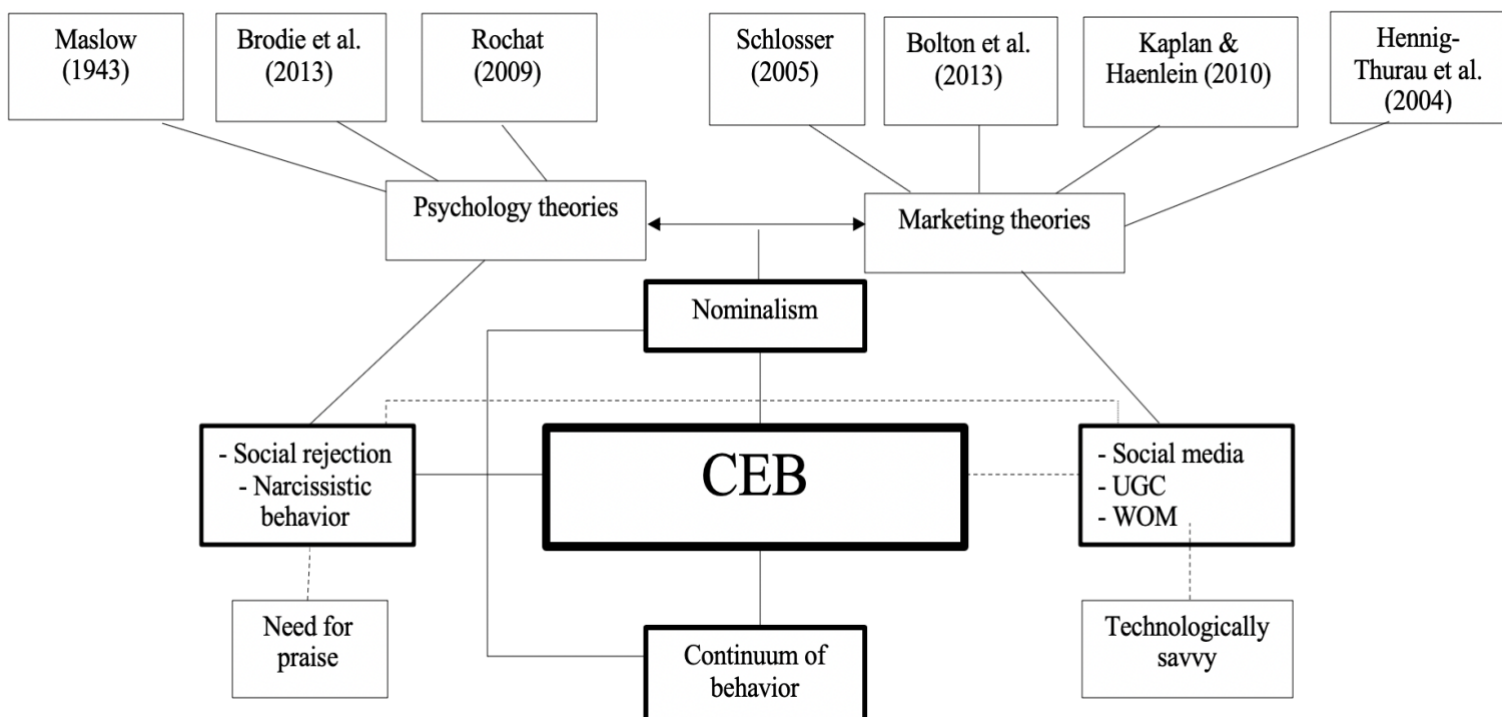 Maslow
(1943)
Brodie et al.
(2013)
Rochat
(2009)
Schlosser
(2005)
Bolton et al.
(2013)
Kaplan &
Haenlein (2010)
Hennig-
Thurau et al.
(2004)
Psychology theories
Marketing theories
Nominalism
- Social rejection
- Narcissistic
behavior
CEB
- Social media
- UGC
- WOM
Need for
praise
Continuum of
behavior
Technologically
savvy